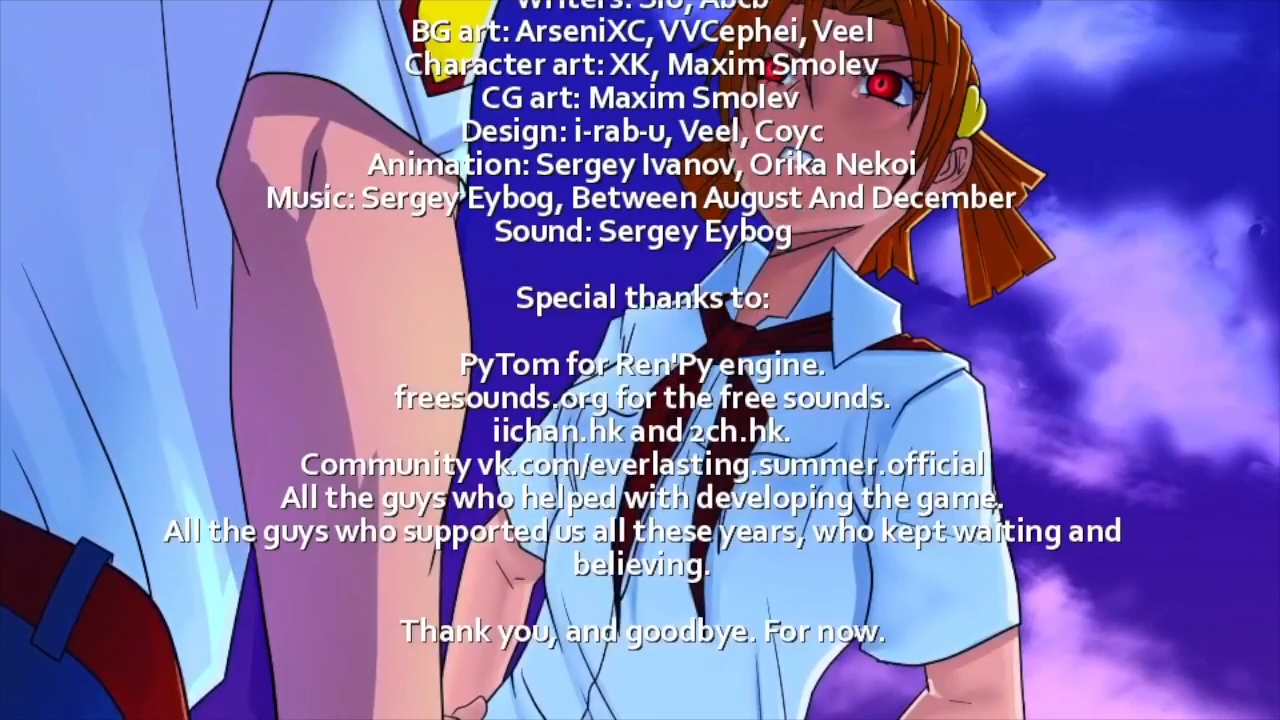 Writers: Slo, Abcb
BG art: ArseniXC, VVCephei, Veel
Character art: XK, Maxim Smolev
CG art: Maxim Smolev
Design: i-rab-u, Veel, Coyc
Animation: Sergey Ivanov, Orika Nekoi
Music: Sergey Eybog, Between August And December
Sound: Sergey Eybog
Special thanks to:
PyTom for Ren'Py engine.
freesounds.org for the free sounds.
iichan.hk and 2ch.hk.
Community vk.com/everlasting.summer.official
All the guys who helped with developing the game.
All the guys who supported us all these years, who kept waiting and
believing.
Thank you, and goodbye. For now.